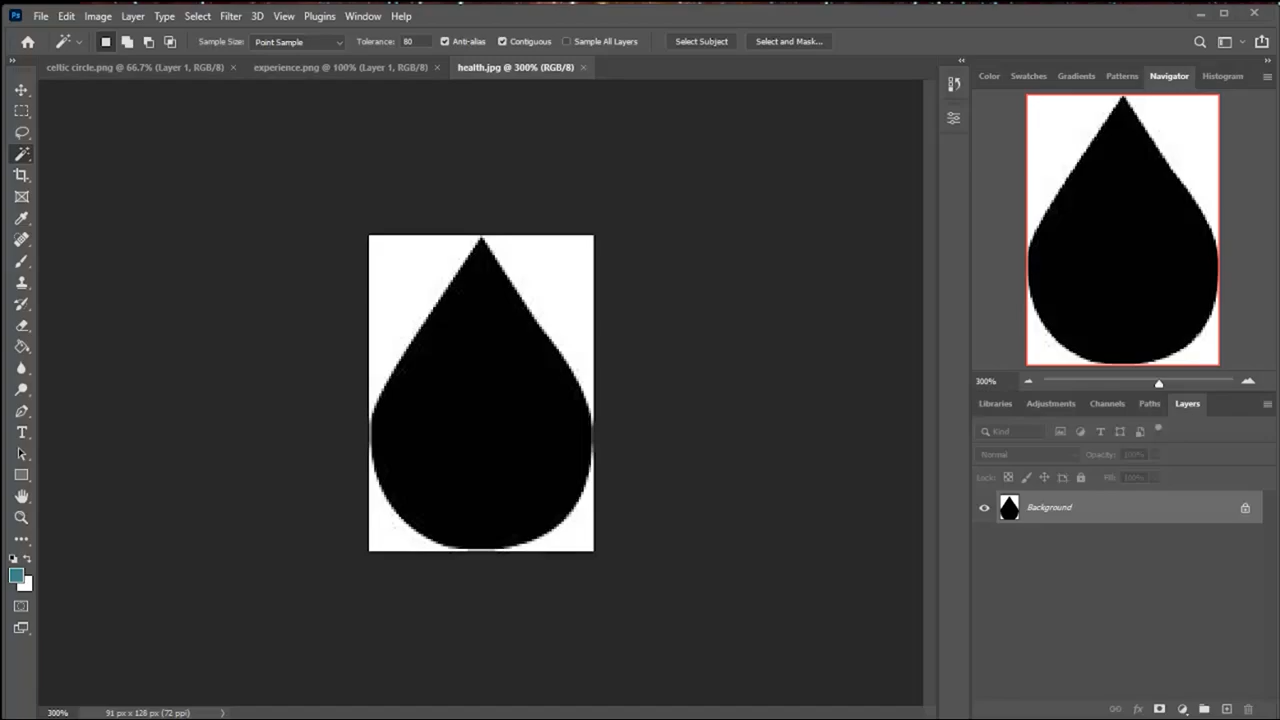 Ps File Edit Image Layer Type Select Filter 3D View Plugins Window Help
Sample Size: Point Sample Tolerance: 80 Anti-alias Contiguous Sample All Layers Select Subject Select and Mask...
celtic circle.png @ 66.7% (Layer 1, RGB/8) × experience.png @ 100% (Layer 1, RGB/8) × health.jpg @ 300% (RGB/8) ×
Color Swatches Gradients Patterns Navigator Histogram
300%
Libraries Adjustments Channels Paths Layers
Kind
Normal Opacity: 100%
Lock: Fill: 100%
Background
300% 91 px x 128 px (72 ppi)